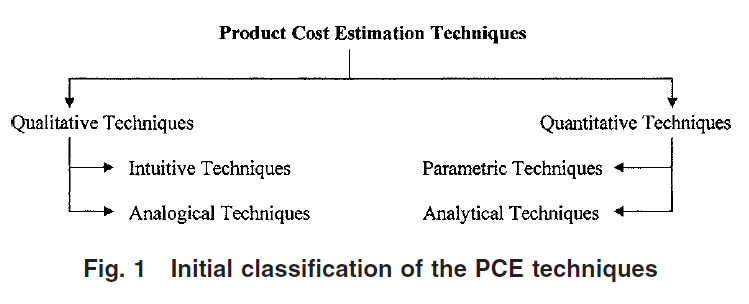 Product Cost Estimation Techniques
Qualitative Techniques
Quantitative Techniques
Intuitive Techniques
Parametric Techniques
Analogical Techniques
Analytical Techniques
Fig. 1 Initial classification of the PCE techniques